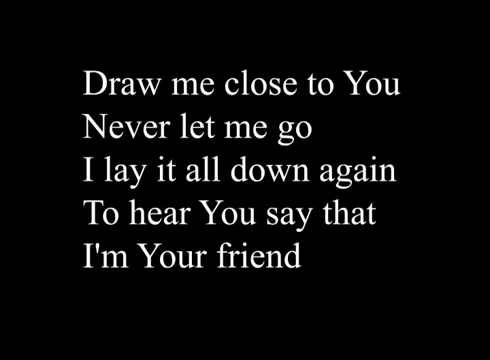 Draw me close to You
Never let me go
I lay it all down again
To hear You say that
I'm Your friend